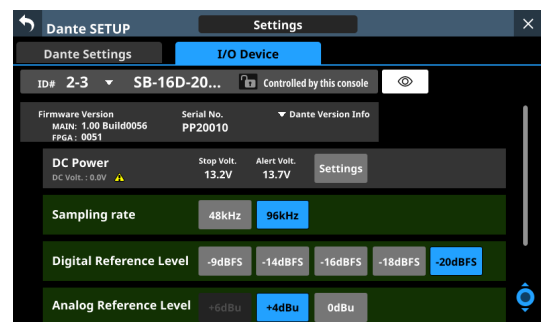 Dante SETUP
Settings
Dante Settings
I/O Device
ID# 2-3 SB-16D-20... Controlled by this console
Firmware Version
MAIN: 1.00 Build0056
FPGA : 0051
Serial No.
PP20010
Dante Version Info
DC Power
DC Volt. : 0.0V
Stop Volt.
13.2V
Alert Volt.
13.7V
Settings
Sampling rate
48kHz
96kHz
Digital Reference Level
-9dBFS
-14dBFS
-16dBFS
-18dBFS
-20dBFS
Analog Reference Level
+6dBu
+4dBu
0dBu